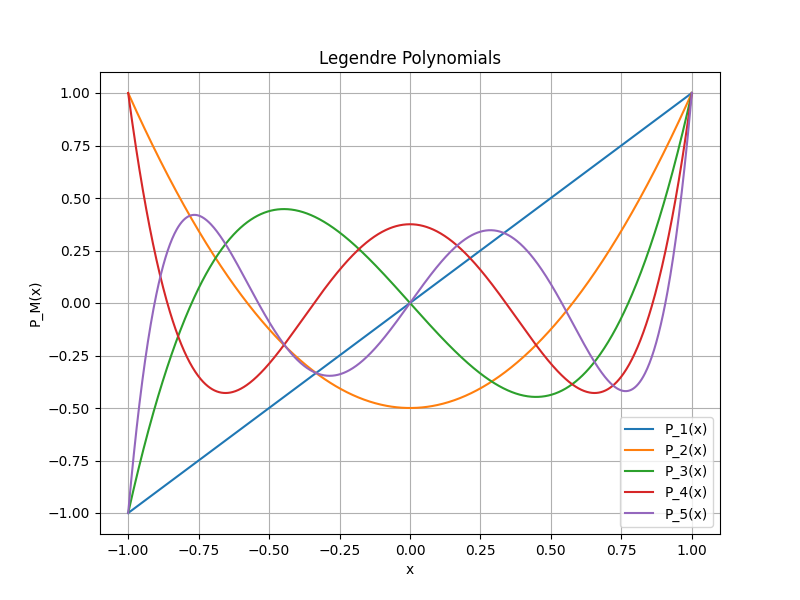 Legendre Polynomials
1.00
0.75
0.50
0.25
0.00
−0.25
−0.50
−0.75
−1.00
P_M(x)
−1.00 −0.75 −0.50 −0.25 0.00 0.25 0.50 0.75 1.00
x
P_1(x)
P_2(x)
P_3(x)
P_4(x)
P_5(x)